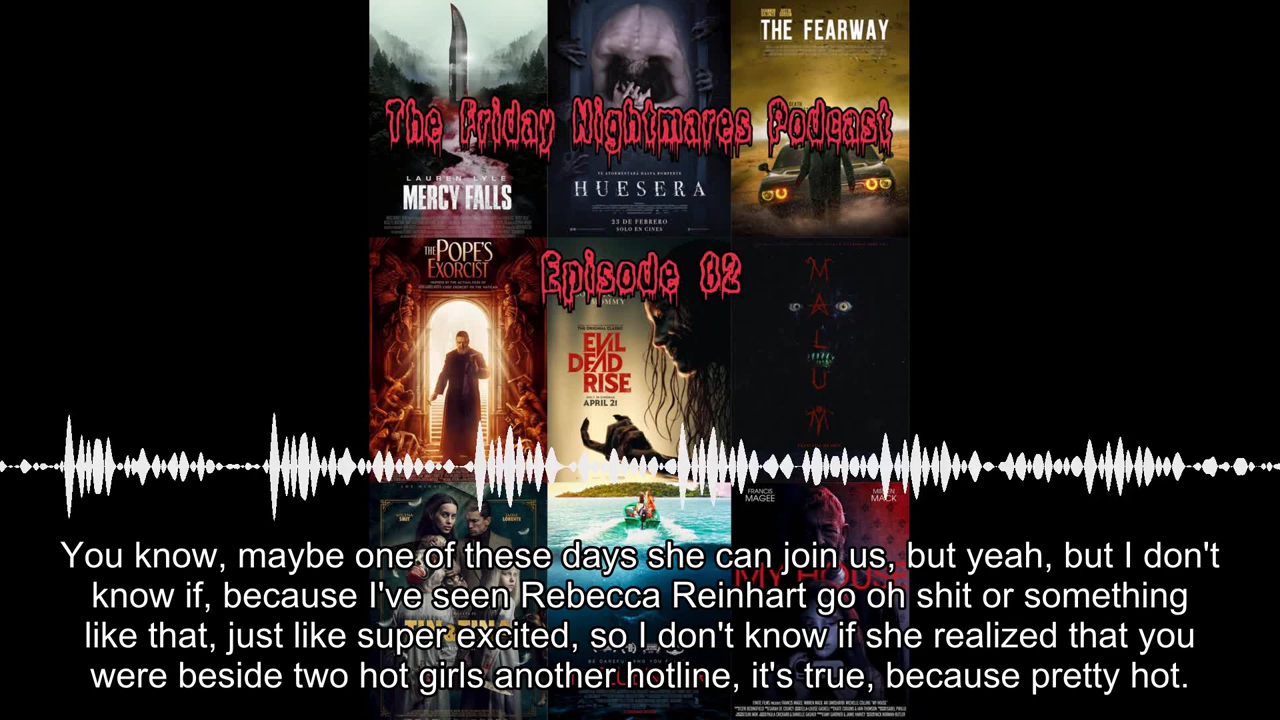 THE FEARWAY
The Friday Nightmares Podcast
LAUREN LYLE
MERCY FALLS
HUESERA
23 DE FEBRERO
SOLO EN CINES
THE POPE'S
EXORCIST
Episode 82
EVIL
DEAD
RISE
APRIL 21
MALUM
FRANCIS
MAGEE
MACK
MY HOUSE
You know, maybe one of these days she can join us, but yeah, but I don't
know if, because I've seen Rebecca Reinhart go oh shit or something
like that, just like super excited, so I don't know if she realized that you
were beside two hot girls another hotline, it's true, because pretty hot.